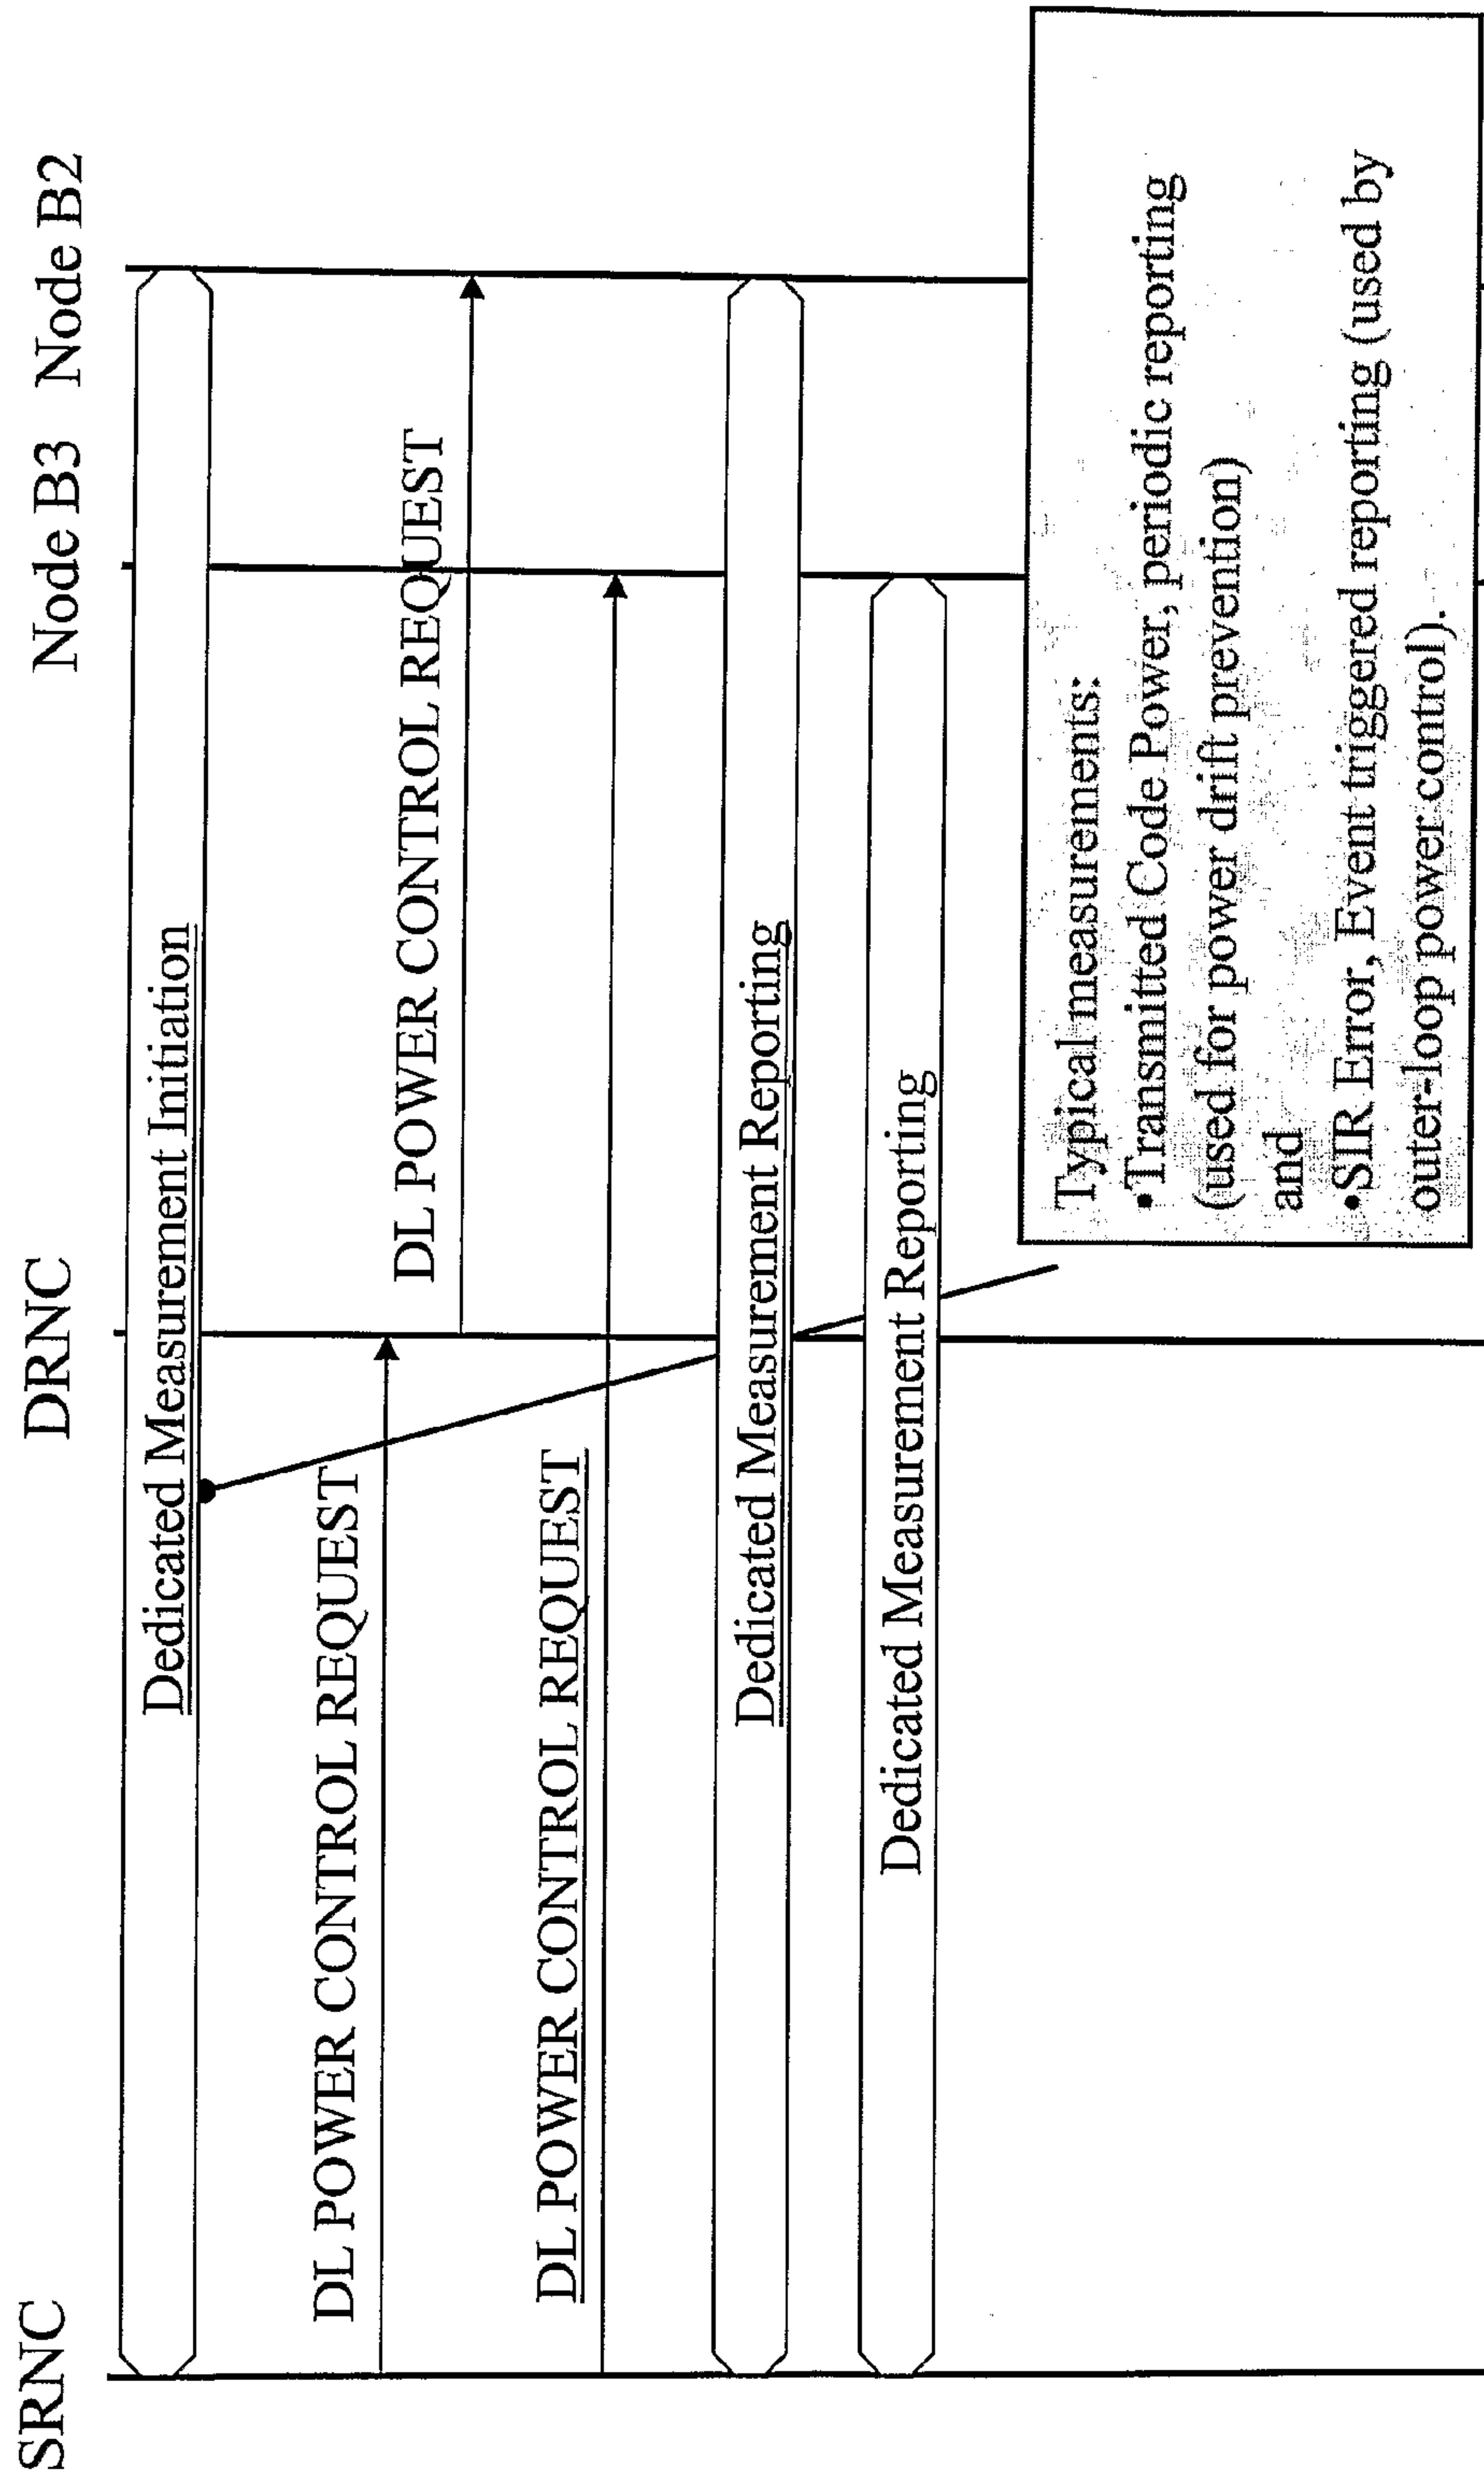 SRNC
DRNC
Node B3
Node B2
Dedicated Measurement Initiation
DL POWER CONTROL REQUEST
DL POWER CONTROL REQUEST
DL POWER CONTROL REQUEST
Dedicated Measurement Reporting
Dedicated Measurement Reporting
Typical measurements:
•Transmitted Code Power, periodic reporting
(used for power drift prevention)
and
•SIR Error, Event triggered reporting (used by
outer-loop power control).